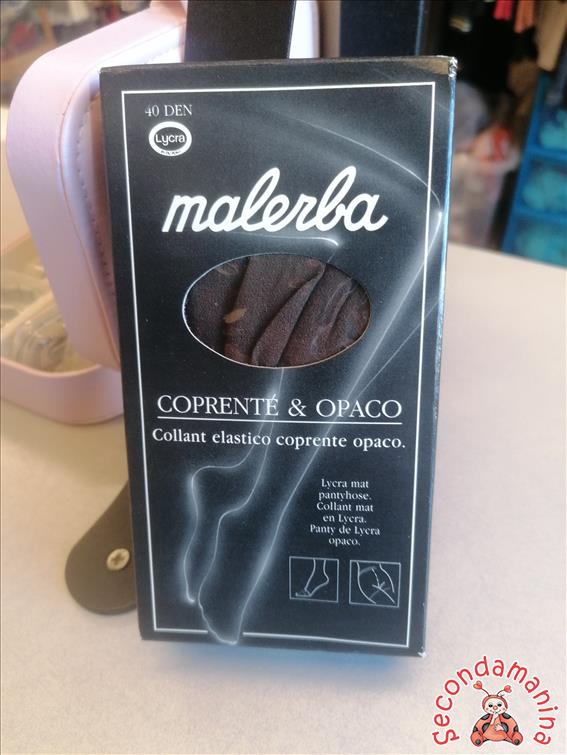 40 DEN
Lycra
malerba
COPRENTÉ & OPACO
Collant elastico coprente opaco.
Lycra mat
pantyhose.
Collant mat
en Lycra.
Panty de Lycra
opaco.
Secondamanina